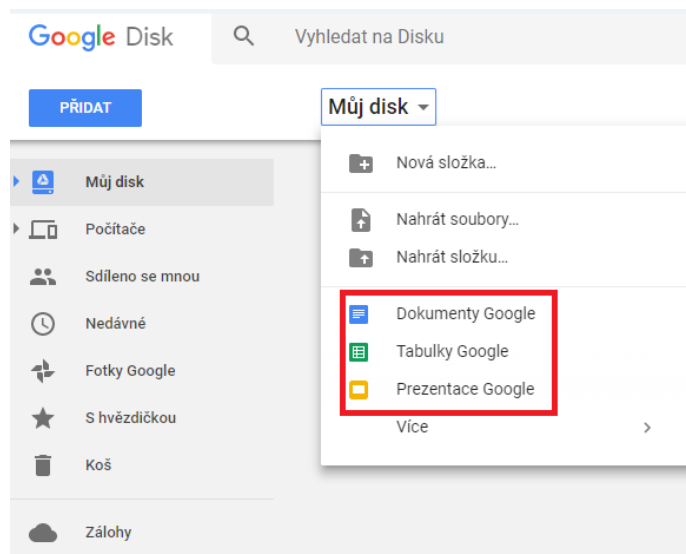 Google Disk
Vyhledat na Disku
PŘIDAT
Můj disk
Můj disk
Počítače
Sdíleno se mnou
Nedávné
Fotky Google
S hvězdičkou
Koš
Zálohy
Nová složka...
Nahrát soubory...
Nahrát složku...
Dokumenty Google
Tabulky Google
Prezentace Google
Více